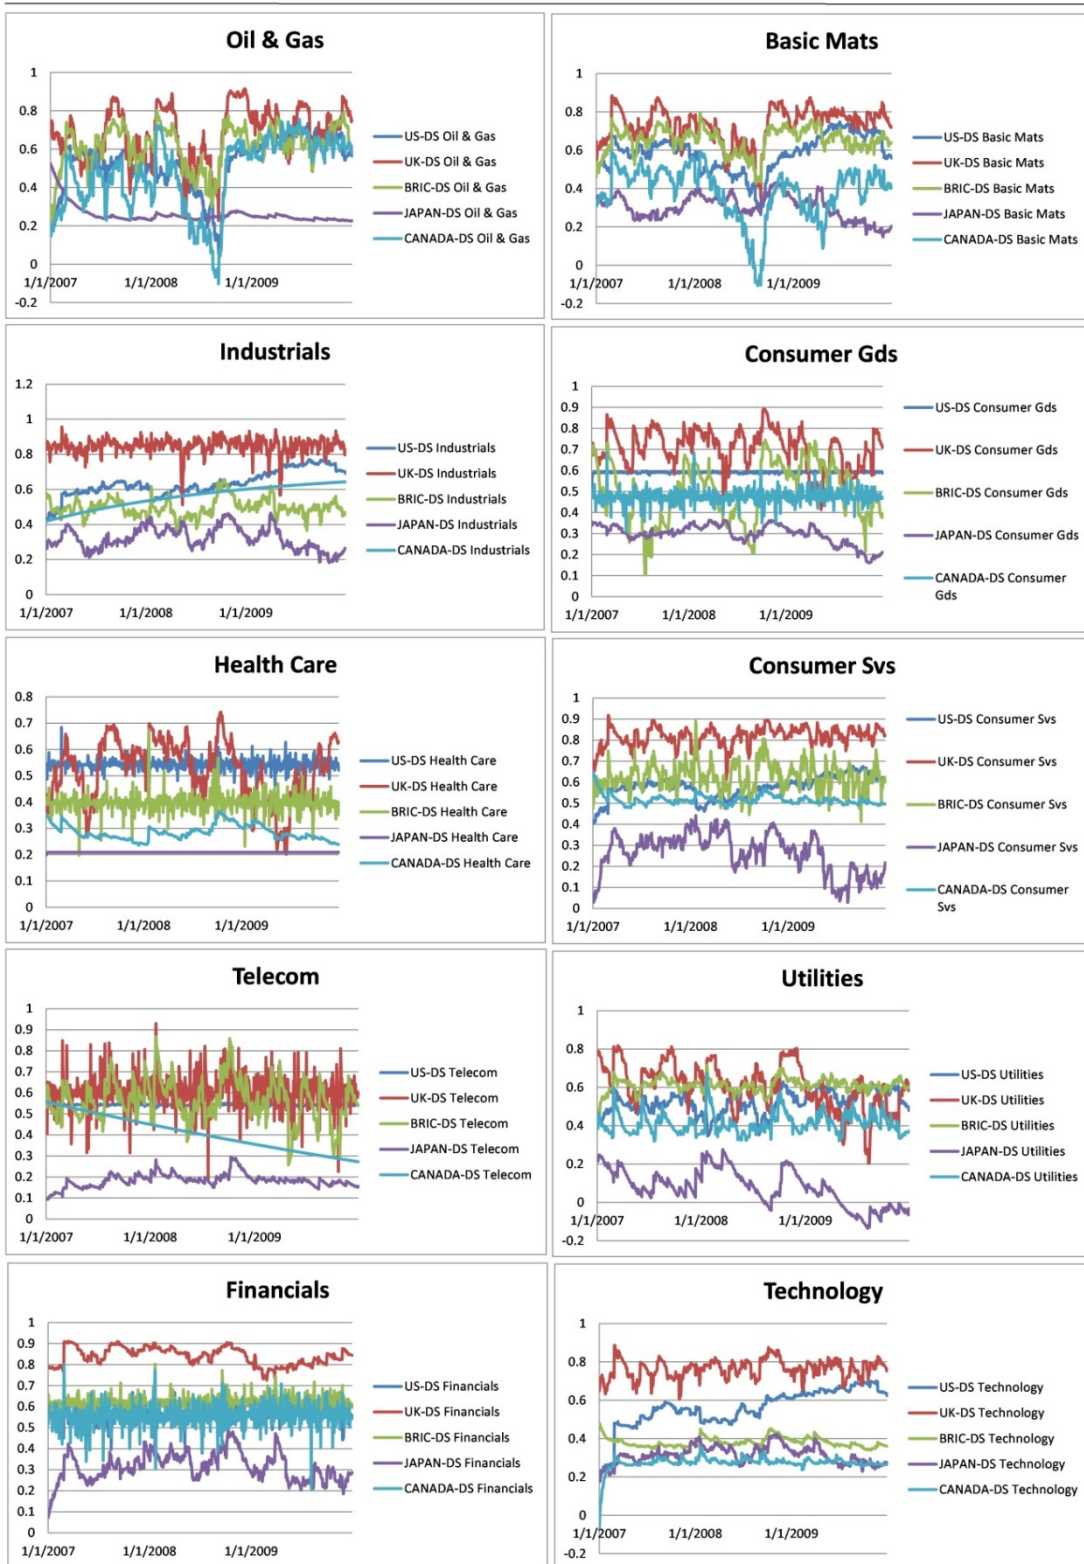 Oil & Gas
1
0.8
0.6
0.4
0.2
0
-0.2
1/1/2007 1/1/2008 1/1/2009
US-DS Oil & Gas
UK-DS Oil & Gas
BRIC-DS Oil & Gas
JAPAN-DS Oil & Gas
CANADA-DS Oil & Gas
Basic Mats
1
0.8
0.6
0.4
0.2
0
-0.2
1/1/2007 1/1/2008 1/1/2009
US-DS Basic Mats
UK-DS Basic Mats
BRIC-DS Basic Mats
JAPAN-DS Basic Mats
CANADA-DS Basic Mats
Industrials
1.2
1
0.8
0.6
0.4
0.2
0
1/1/2007 1/1/2008 1/1/2009
US-DS Industrials
UK-DS Industrials
BRIC-DS Industrials
JAPAN-DS Industrials
CANADA-DS Industrials
Consumer Gds
1
0.9
0.8
0.7
0.6
0.5
0.4
0.3
0.2
0.1
0
1/1/2007 1/1/2008 1/1/2009
US-DS Consumer Gds
UK-DS Consumer Gds
BRIC-DS Consumer Gds
JAPAN-DS Consumer Gds
CANADA-DS Consumer
Gds
Health Care
0.8
0.7
0.6
0.5
0.4
0.3
0.2
0.1
0
1/1/2007 1/1/2008 1/1/2009
US-DS Health Care
UK-DS Health Care
BRIC-DS Health Care
JAPAN-DS Health Care
CANADA-DS Health Care
Consumer Svs
1
0.9
0.8
0.7
0.6
0.5
0.4
0.3
0.2
0.1
0
1/1/2007 1/1/2008 1/1/2009
US-DS Consumer Svs
UK-DS Consumer Svs
BRIC-DS Consumer Svs
JAPAN-DS Consumer Svs
CANADA-DS Consumer
Svs
Telecom
1
0.9
0.8
0.7
0.6
0.5
0.4
0.3
0.2
0.1
0
1/1/2007 1/1/2008 1/1/2009
US-DS Telecom
UK-DS Telecom
BRIC-DS Telecom
JAPAN-DS Telecom
CANADA-DS Telecom
Utilities
1
0.8
0.6
0.4
0.2
0
-0.2
1/1/2007 1/1/2008 1/1/2009
US-DS Utilities
UK-DS Utilities
BRIC-DS Utilities
JAPAN-DS Utilities
CANADA-DS Utilities
Financials
1
0.9
0.8
0.7
0.6
0.5
0.4
0.3
0.2
0.1
0
1/1/2007 1/1/2008 1/1/2009
US-DS Financials
UK-DS Financials
BRIC-DS Financials
JAPAN-DS Financials
CANADA-DS Financials
Technology
1
0.8
0.6
0.4
0.2
0
-0.2
1/1/2007 1/1/2008 1/1/2009
US-DS Technology
UK-DS Technology
BRIC-DS Technology
JAPAN-DS Technology
CANADA-DS Technology